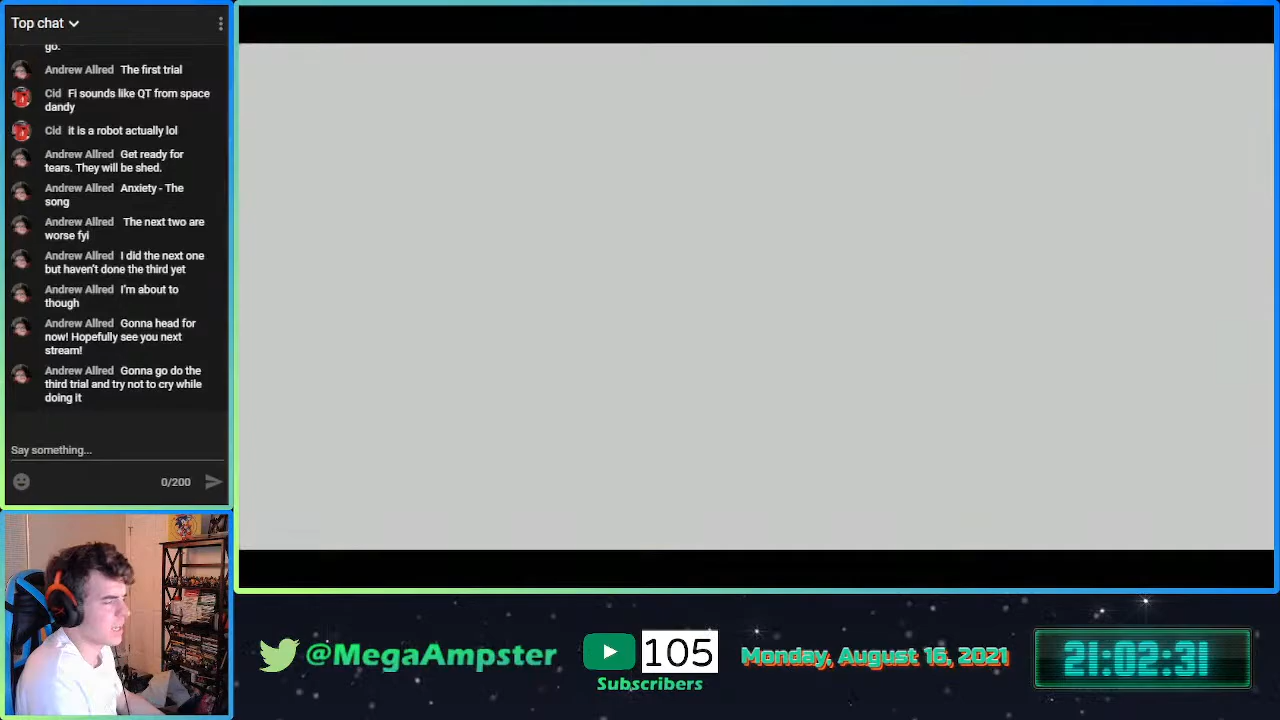 Top chat
go.
Andrew Allred The first trial
Cid Fi sounds like QT from space
dandy
Cid it is a robot actually lol
Andrew Allred Get ready for
tears. They will be shed.
Andrew Allred Anxiety - The
song
Andrew Allred The next two are
worse fyi
Andrew Allred I did the next one
but haven't done the third yet
Andrew Allred I'm about to
though
Andrew Allred Gonna head for
now! Hopefully see you next
stream!
Andrew Allred Gonna go do the
third trial and try not to cry while
doing it
Say something...
0/200
@MegaAmpster
105
Subscribers
Monday, August 16, 2021
21:02:31